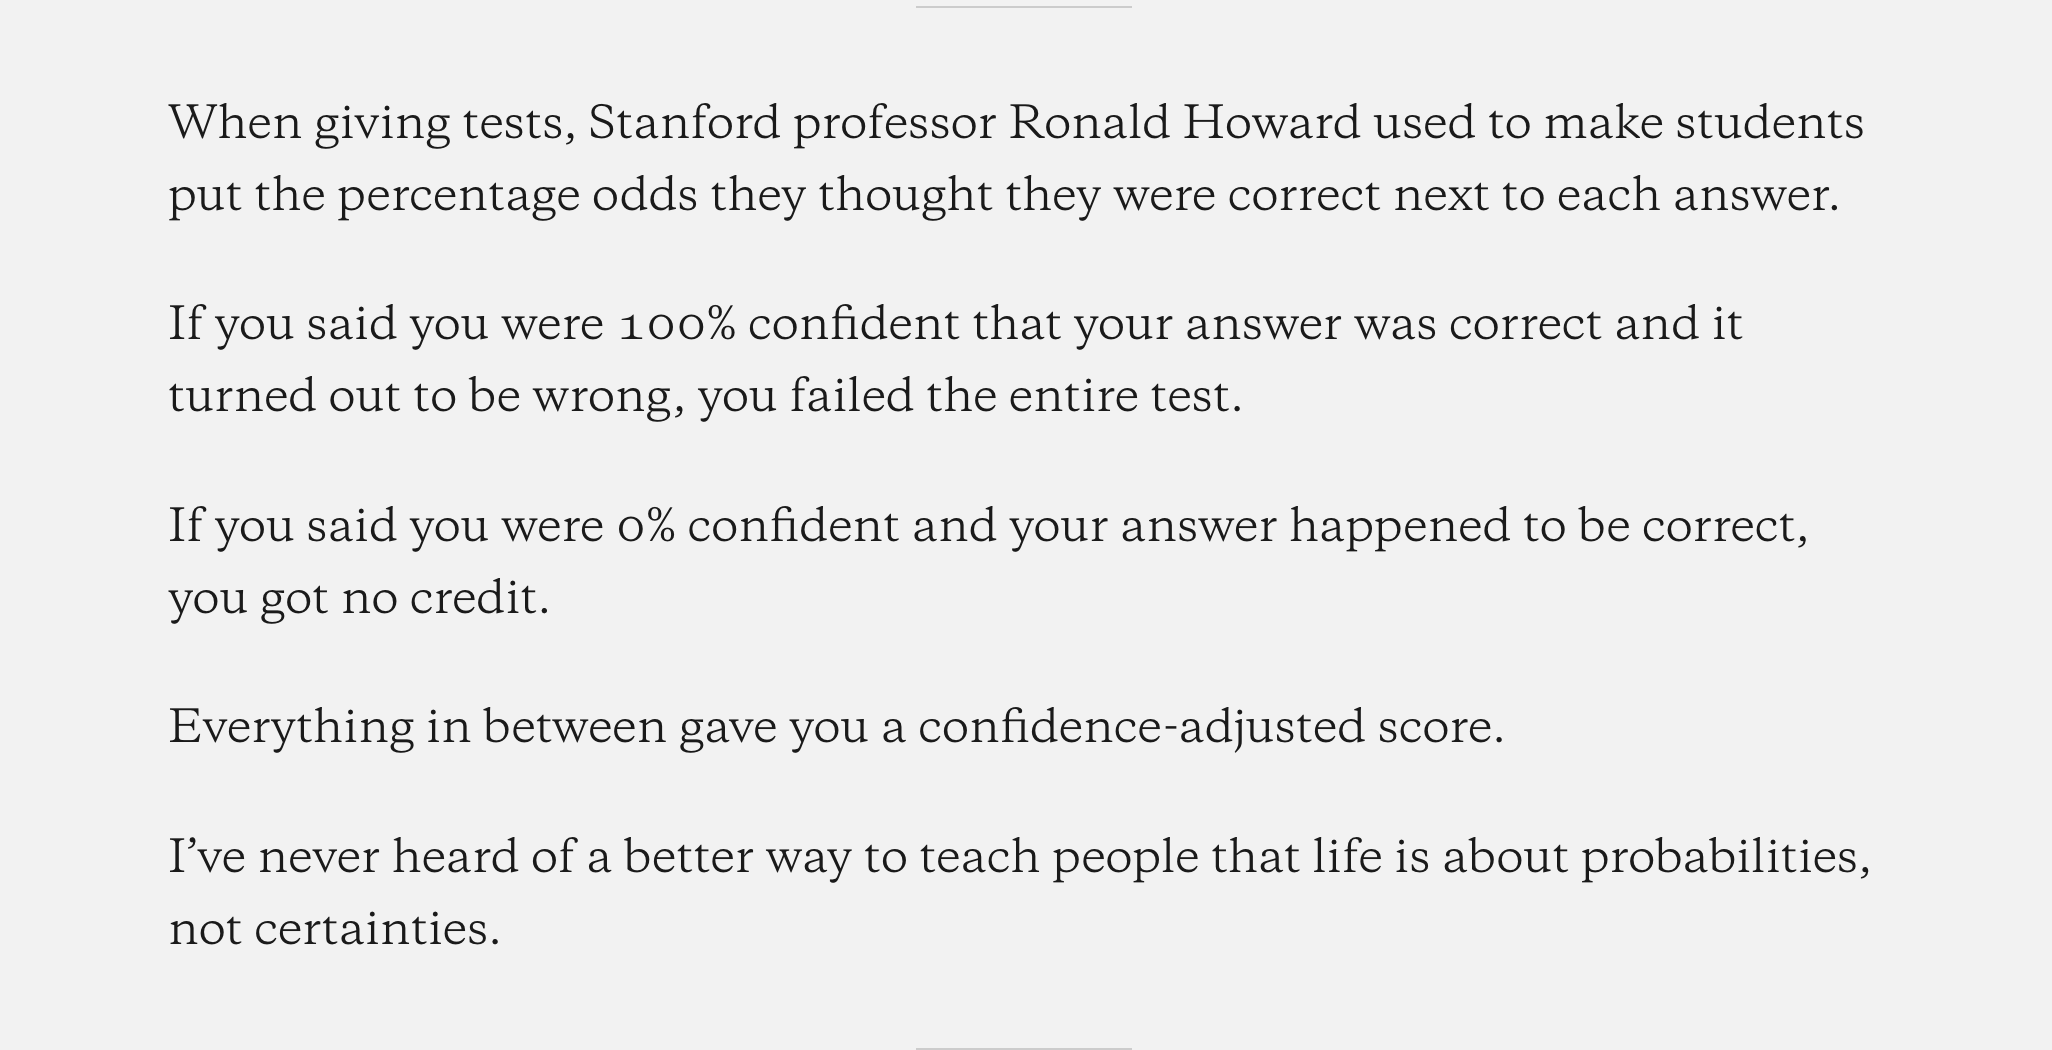 When giving tests, Stanford professor Ronald Howard used to make students
put the percentage odds they thought they were correct next to each answer.
If you said you were 100% confident that your answer was correct and it
turned out to be wrong, you failed the entire test.
If you said you were 0% confident and your answer happened to be correct,
you got no credit.
Everything in between gave you a confidence-adjusted score.
I’ve never heard of a better way to teach people that life is about probabilities,
not certainties.